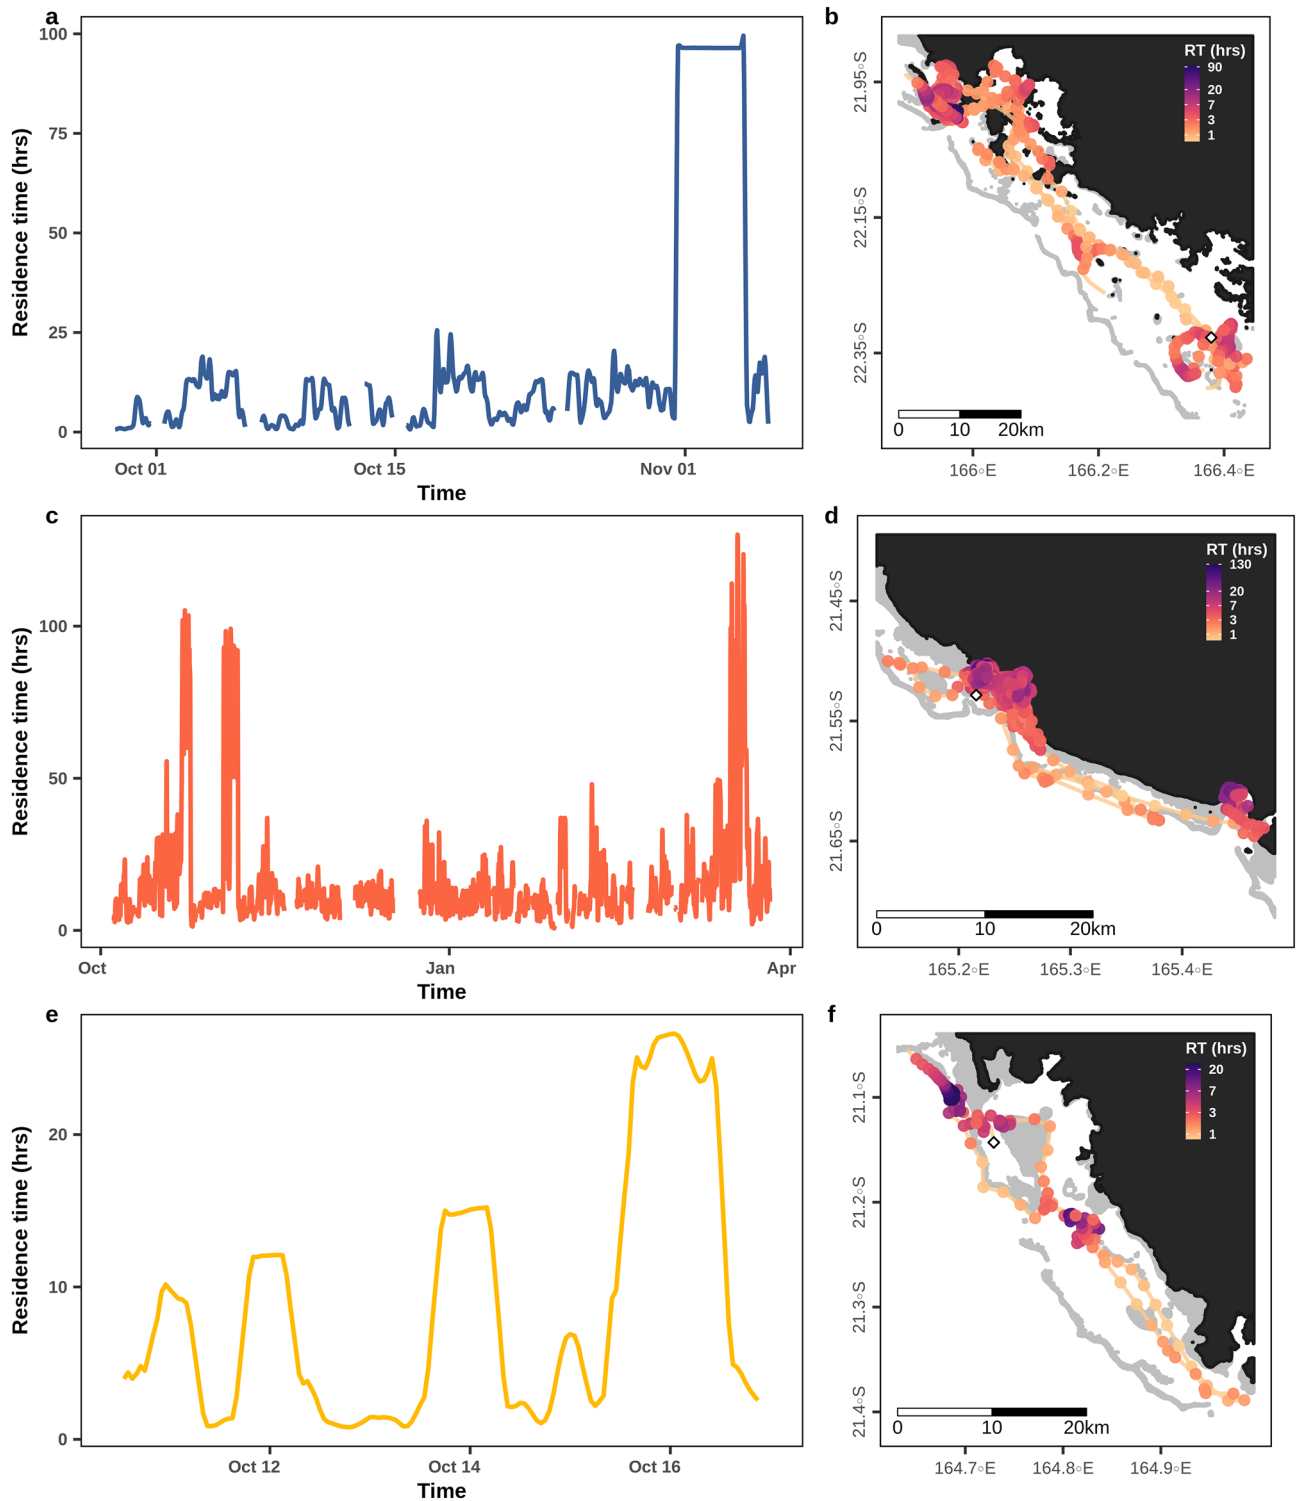 a
100
75
50
25
0
Residence time (hrs)
Oct 01
Oct 15
Nov 01
Time
b
RT (hrs)
90
20
7
3
1
21.95°S
22.15°S
22.35°S
0
10
20km
166°E
166.2°E
166.4°E
c
100
50
0
Residence time (hrs)
Oct
Jan
Apr
Time
d
RT (hrs)
130
20
7
3
1
21.45°S
21.55°S
21.65°S
0
10
20km
165.2°E
165.3°E
165.4°E
e
20
10
0
Residence time (hrs)
Oct 12
Oct 14
Oct 16
Time
f
RT (hrs)
20
7
3
1
21.1°S
21.2°S
21.3°S
21.4°S
0
10
20km
164.7°E
164.8°E
164.9°E